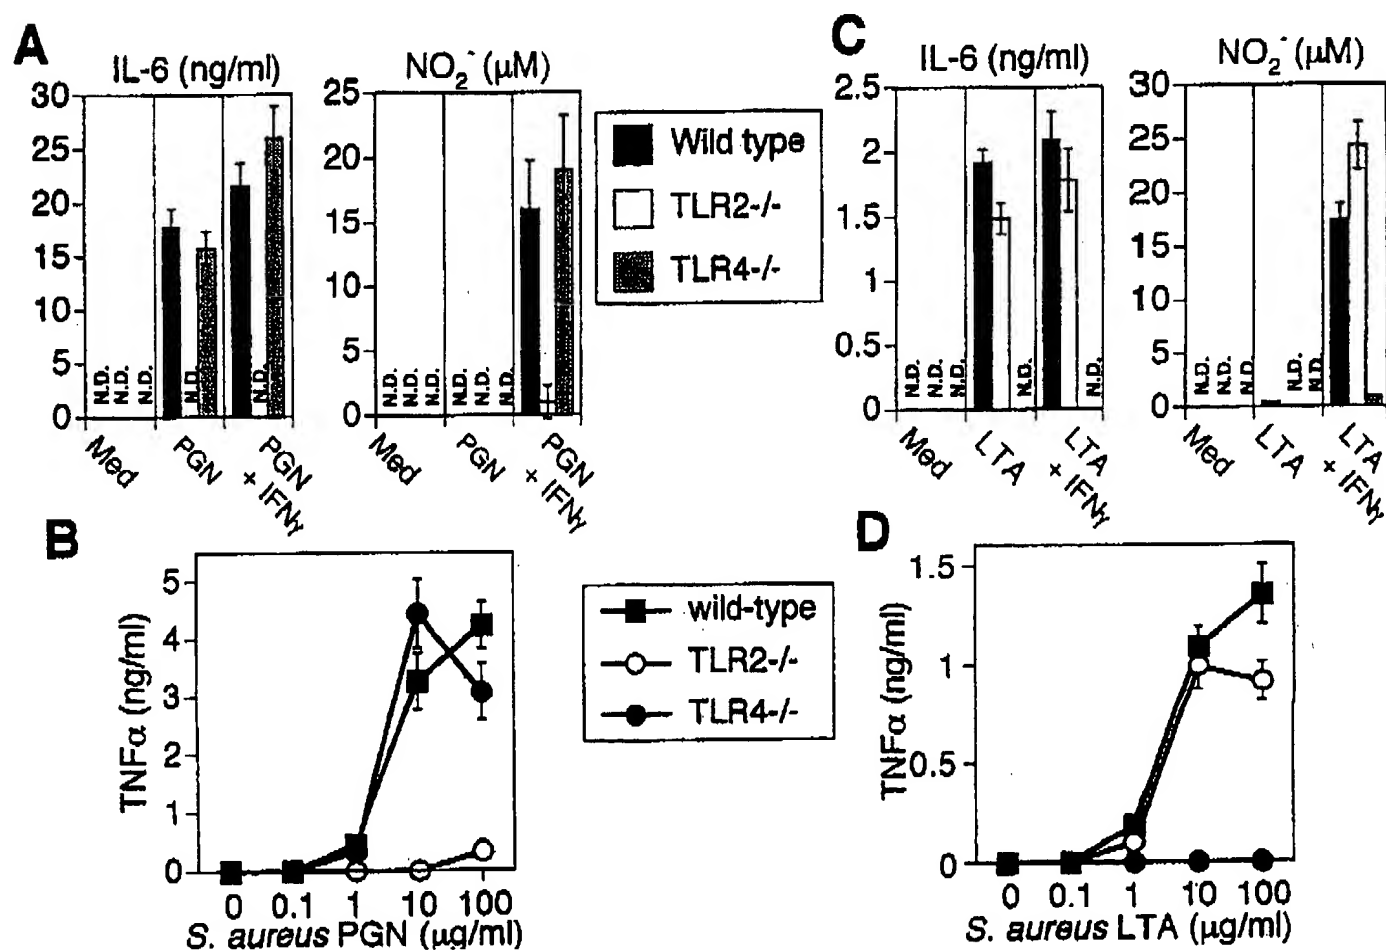 A
IL-6 (ng/ml)
30
25
20
15
10
5
0
N.D.
N.D.
N.D.
N.D.
N.D.
Med
PGN
PGN
+ IFNγ
NO₂⁻ (μM)
25
20
15
10
5
0
N.D.
N.D.
N.D.
N.D.
N.D.
N.D.
Med
PGN
PGN
+ IFNγ
Wild type
TLR2-/-
TLR4-/-
C
IL-6 (ng/ml)
2.5
2
1.5
1
0.5
0
N.D.
N.D.
N.D.
N.D.
N.D.
Med
LTA
LTA
+ IFNγ
NO₂⁻ (μM)
30
25
20
15
10
5
0
N.D.
N.D.
N.D.
N.D.
N.D.
Med
LTA
LTA
+ IFNγ
B
TNFα (ng/ml)
5
4
3
2
1
0
0 0.1 1 10 100
S. aureus PGN (μg/ml)
wild-type
TLR2-/-
TLR4-/-
D
TNFα (ng/ml)
1.5
1
0.5
0
0 0.1 1 10 100
S. aureus LTA (μg/ml)